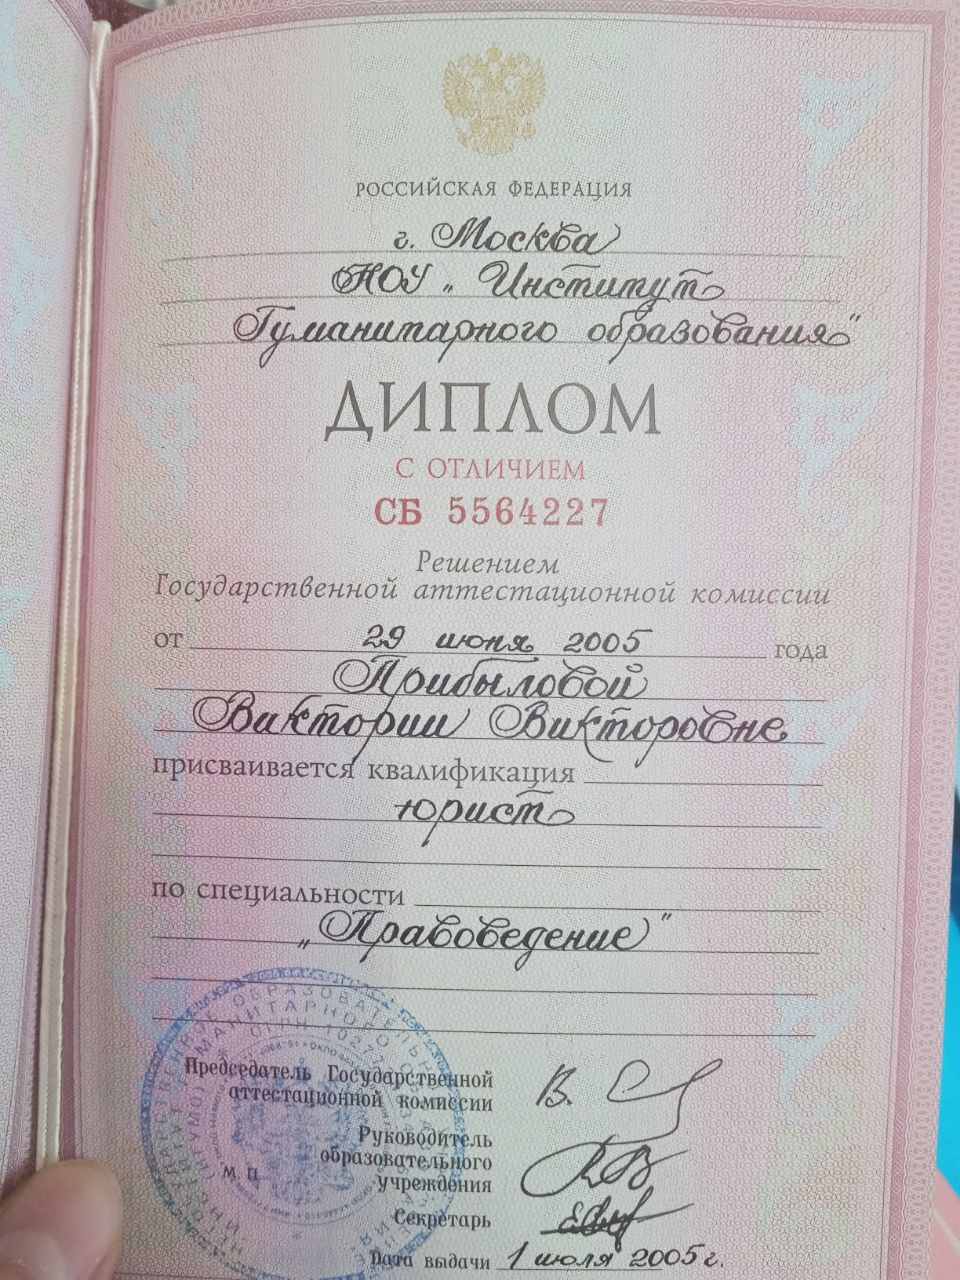 РОССИЙСКАЯ ФЕДЕРАЦИЯ
г. Москва
НОУ „Институт
Гуманитарного образования"
ДИПЛОМ
С ОТЛИЧИЕМ
СБ 5564227
Решением
Государственной аттестационной комиссии
от 29 июня 2005 года
Прибыловой
Виктории Викторовне
присваивается квалификация
юрист
по специальности
„Правоведение"
Председатель Государственной
аттестационной комиссии
Руководитель
образовательного
учреждения
М П
Секретарь
Дата выдачи 1 июля 2005 г.